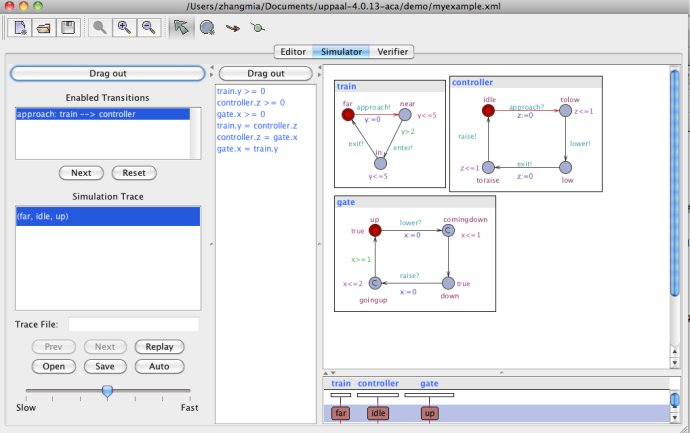 /Users/zhangmia/Documents/uppaal-4.0.13-aca/demo/myexample.xml
Editor Simulator Verifier
Drag out
Enabled Transitions
approach: train --> controller
Next Reset
Simulation Trace
(far, idle, up)
Trace File:
Prev Next Replay
Open Save Auto
Slow Fast
Drag out
train.y >= 0
controller.z >= 0
gate.x >= 0
train.y = controller.z
controller.z = gate.x
gate.x = train.y
train
far near
approach!
y:=0
y<=5
y>2
exit!
enter!
in
y<=5
controller
idle tolow
approach?
z:=0
z<=1
raise!
lower!
exit!
z<=1
z:=0
toraise low
gate
up comingdown
lower?
true
x:=0
C
x<=1
x>=1
raise?
x<=2
C
true
x:=0
goingup down
train controller gate
far idle up